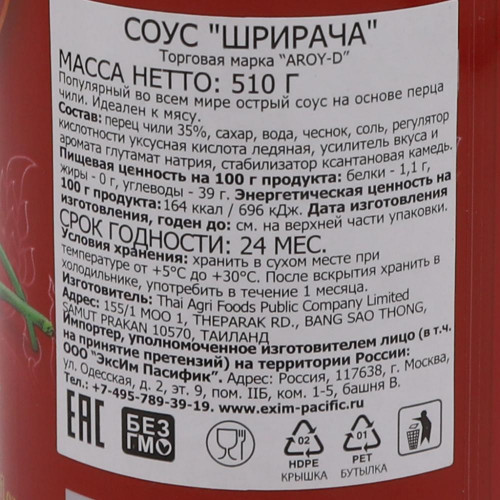 СОУС "ШРИРАЧА"
Торговая марка "AROY-D"
МАССА НЕТТО: 510 Г
Популярный во всем мире острый соус на основе перца
чили. Идеален к мясу.
Состав: перец чили 35%, сахар, вода, чеснок, соль, регулятор
кислотности уксусная кислота ледяная, усилитель вкуса и
аромата глутамат натрия, стабилизатор ксантановая камедь.
Пищевая ценность на 100 г продукта: белки - 1,1 г,
жиры - 0 г, углеводы - 39 г. Энергетическая ценность на
100 г продукта: 164 ккал / 696 кДж. Дата изготовления
изготовления, годен до: см. на верхней части упаковки.
СРОК ГОДНОСТИ: 24 МЕС.
Условия хранения: хранить в сухом месте при
температуре от +5°C до +30°C. После вскрытия хранить в
холодильнике, употребить в течение 1 месяца.
Изготовитель: Thai Agri Foods Public Company Limited
Адрес: 155/1 MOO 1, THEPARAK RD., BANG SAO THONG,
SAMUT PRAKAN 10570, ТАИЛАНД
Импортер, уполномоченное изготовителем лицо (в т.ч.
на принятие претензий) на территории России:
ООО "ЭксИм Пасифик". Адрес: Россия, 117638, г. Москва,
ул. Одесская, д. 2, эт. 9, пом. IIБ, ком. 1-5, башня В.
Тел.: +7-495-789-39-19. www.exim-pacific.ru
EAC
БЕЗ
ГМО
02
HDPE
КРЫШКА
01
PET
БУТЫЛКА